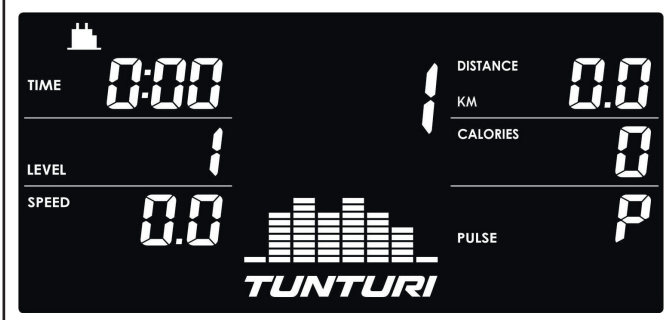 TIME 0:00
LEVEL 1
SPEED 0.0
1
DISTANCE
KM 0.0
CALORIES 0
PULSE P
TUNTURI